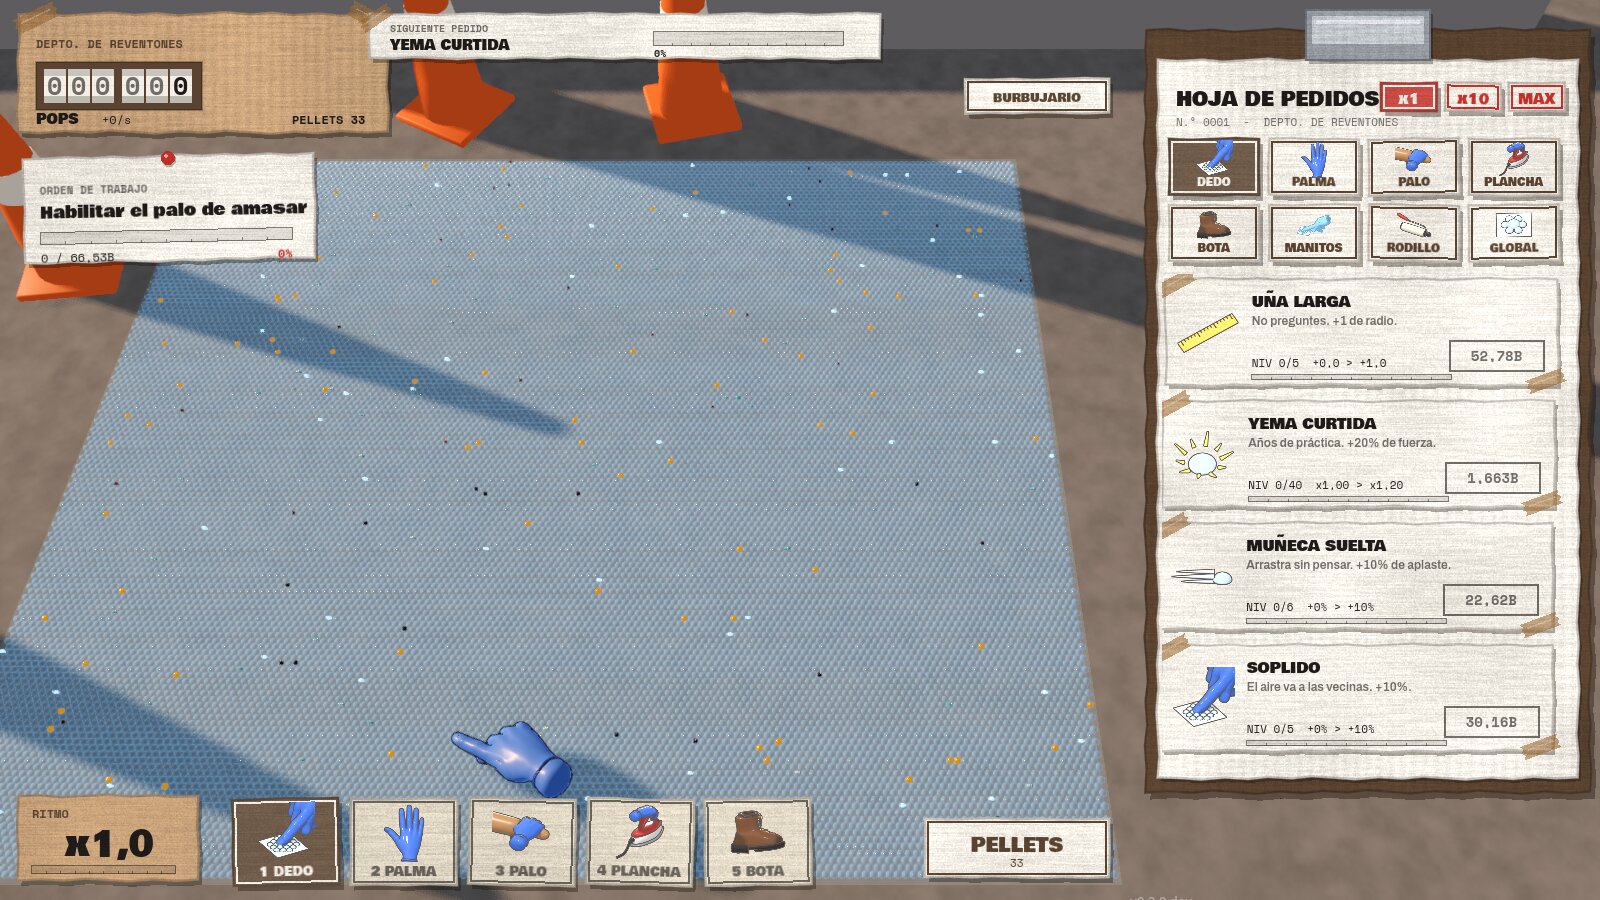 DEPTO. DE REVENTONES
000 000
POPS +0/s PELLETS 33
SIGUIENTE PEDIDO
YEMA CURTIDA
0%
BURBUJARIO
ORDEN DE TRABAJO
Habilitar el palo de amasar
0 / 66,53B 0%
HOJA DE PEDIDOS x1 x10 MAX
N.° 0001 - DEPTO. DE REVENTONES
DEDO PALMA PALO PLANCHA
BOTA MANITOS RODILLO GLOBAL
UÑA LARGA
No preguntes. +1 de radio.
NIV 0/5 +0,0 > +1,0
52,78B
YEMA CURTIDA
Años de práctica. +20% de fuerza.
NIV 0/40 x1,00 > x1,20
1,663B
MUÑECA SUELTA
Arrastra sin pensar. +10% de aplaste.
NIV 0/6 +0% > +10%
22,62B
SOPLIDO
El aire va a las vecinas. +10%.
NIV 0/5 +0% > +10%
30,16B
RITMO
x1,0
1 DEDO 2 PALMA 3 PALO 4 PLANCHA 5 BOTA
PELLETS
33